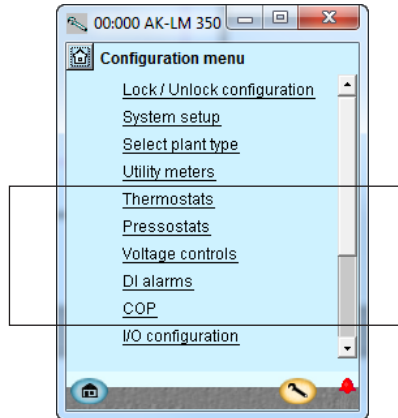 00:000 AK-LM 350
Configuration menu
Lock / Unlock configuration
System setup
Select plant type
Utility meters
Thermostats
Pressostats
Voltage controls
DI alarms
COP
I/O configuration